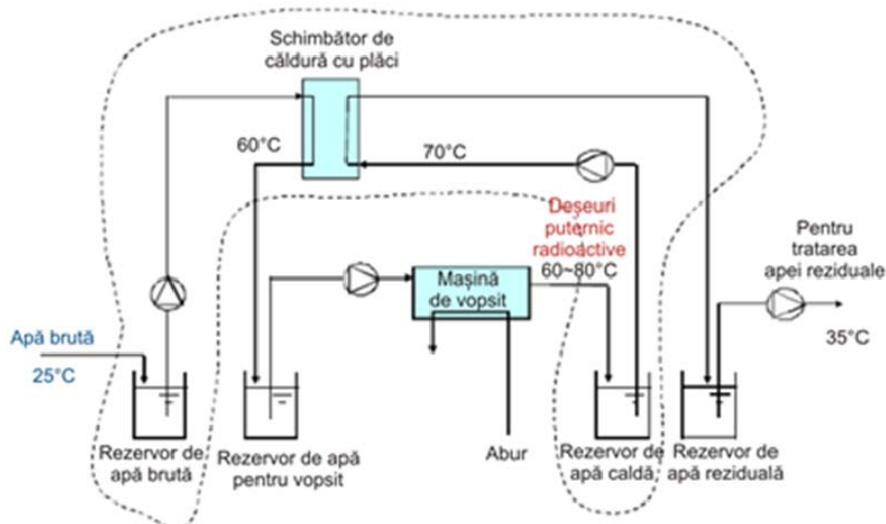 Schimbător de
căldură cu plăci
60°C
70°C
Deșeuri
puternic
radioactive
60~80°C
Mașină
de vopsit
Pentru
tratarea
apei reziduale
35°C
Apă brută
25°C
Rezervor de
apă brută
Rezervor de apă
pentru vopsit
Abur
Rezervor de
apă caldă
Rezervor de
apă reziduală